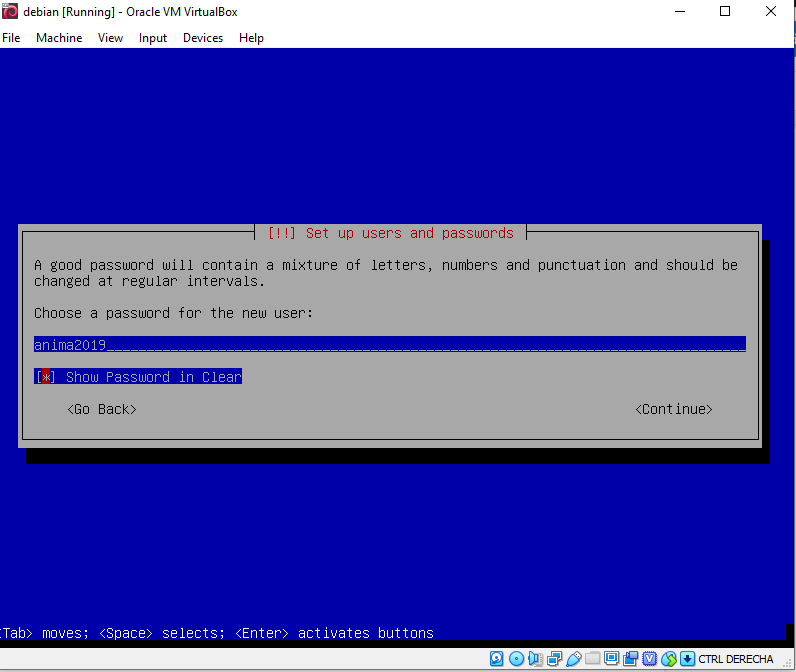 debian [Running] - Oracle VM VirtualBox
File Machine View Input Devices Help
[!!] Set up users and passwords
A good password will contain a mixture of letters, numbers and punctuation and should be
changed at regular intervals.
Choose a password for the new user:
anima2019_______________________________________________________________________________
[*] Show Password in Clear
<Go Back> <Continue>
<Tab> moves; <Space> selects; <Enter> activates buttons
CTRL DERECHA